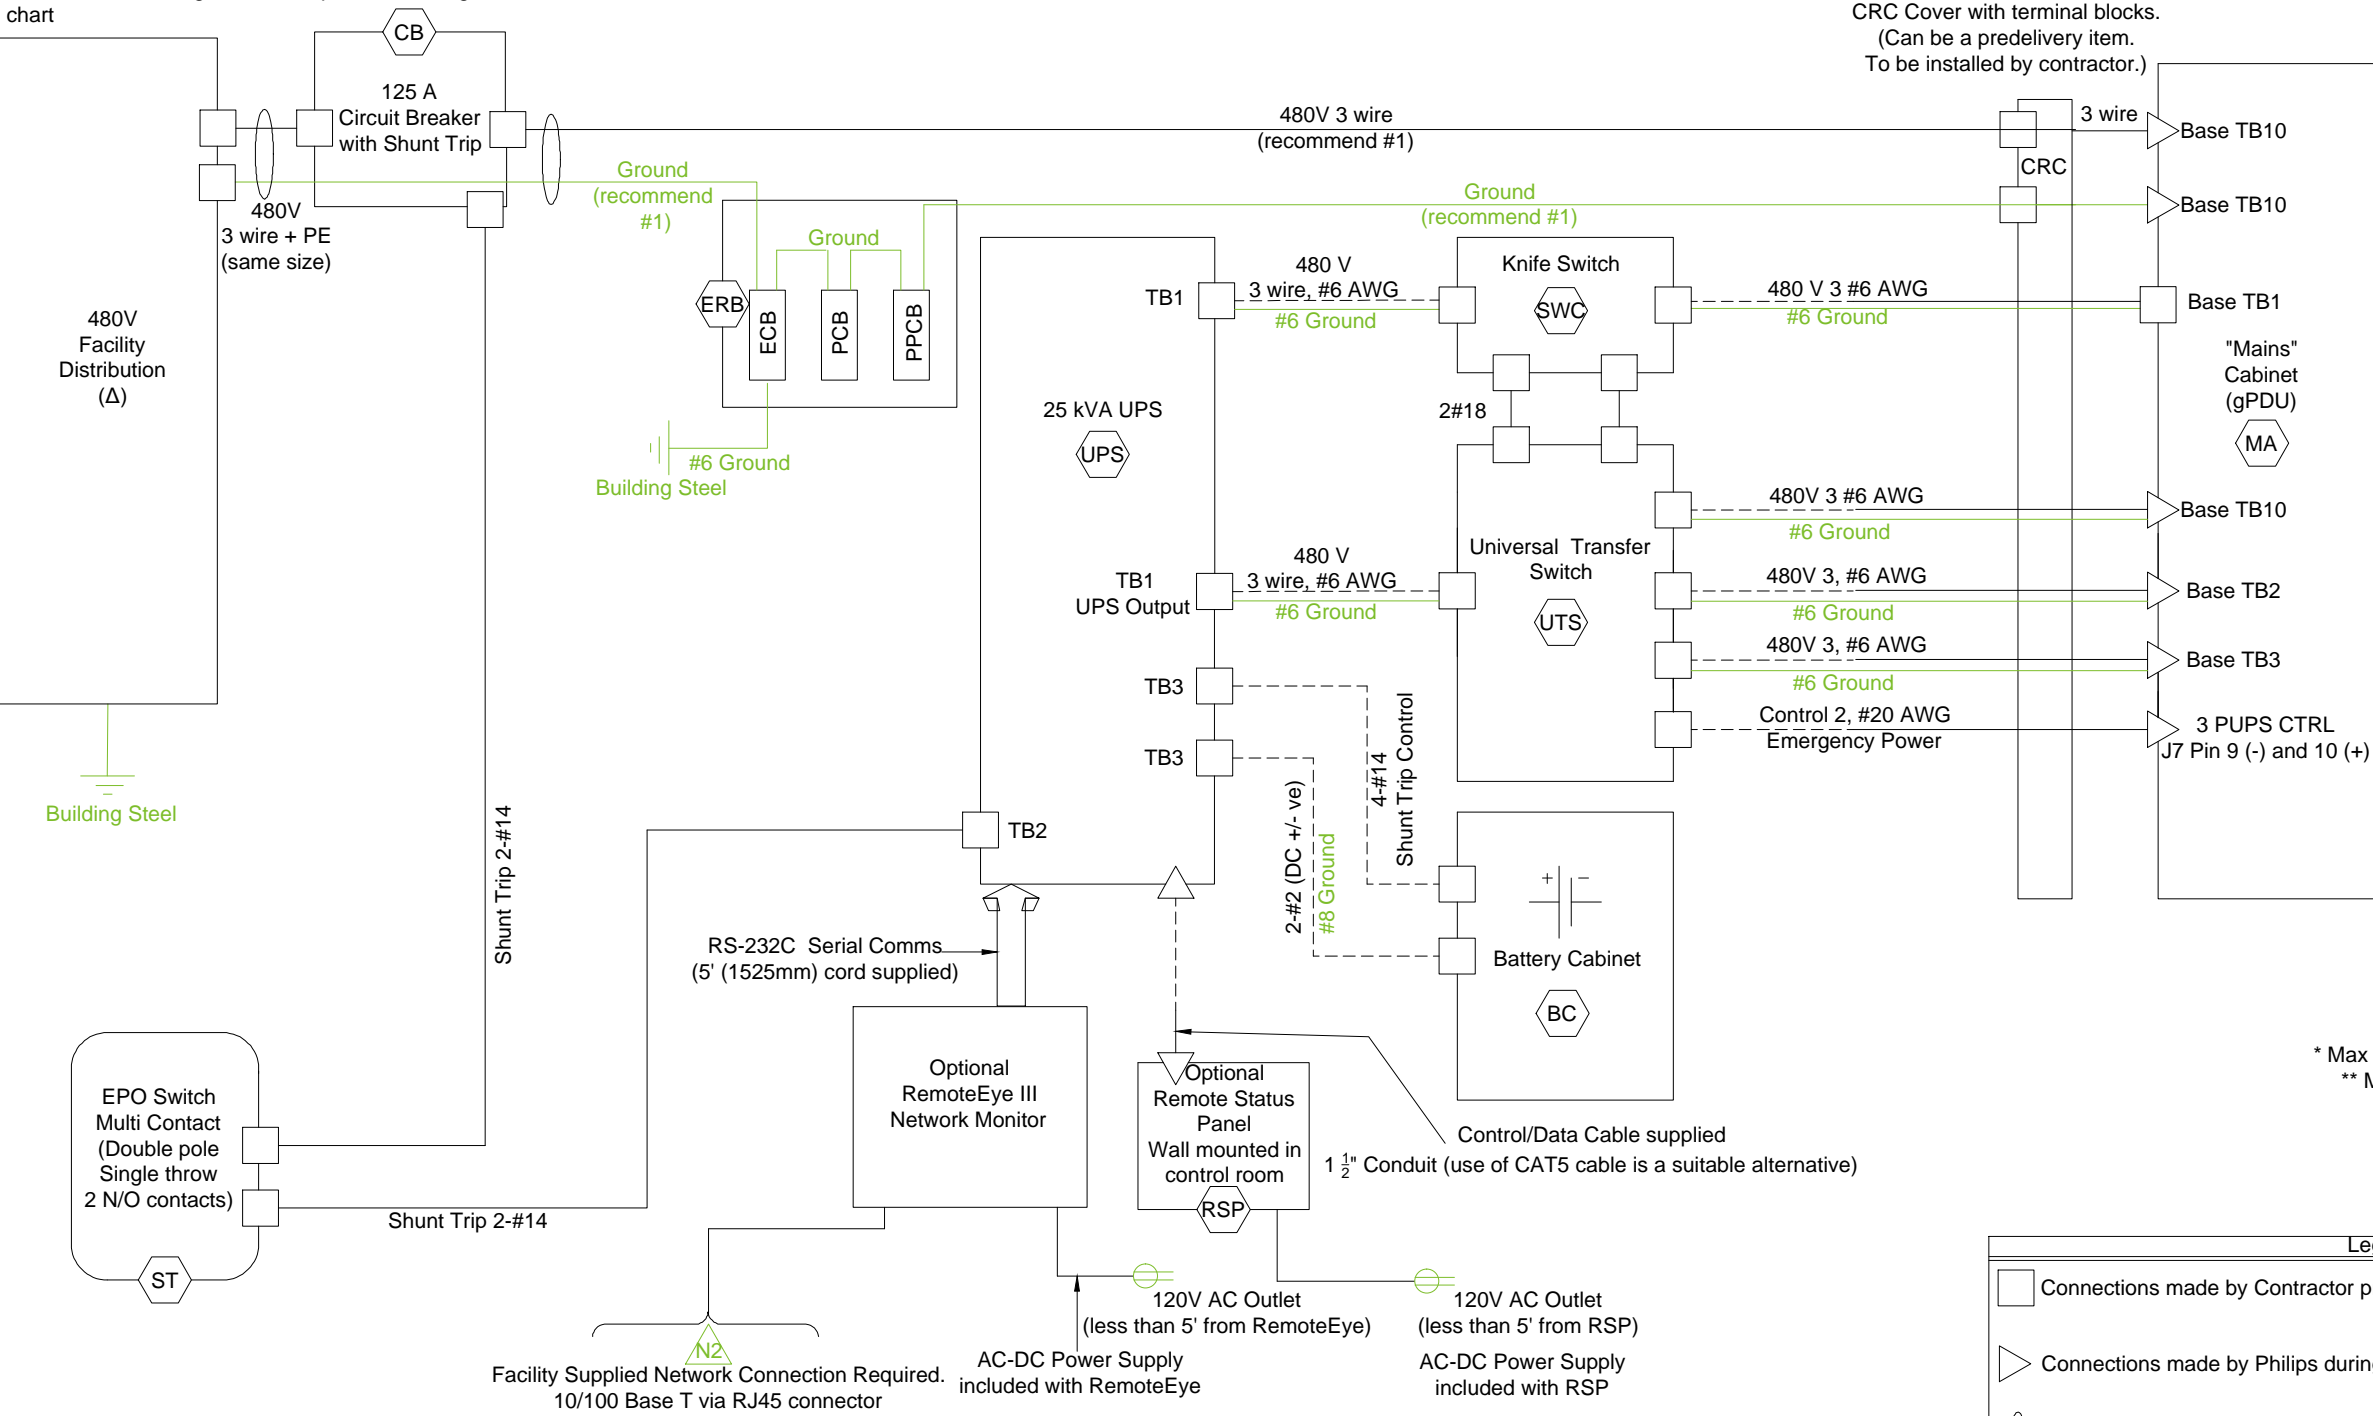 chart
CB
125 A
Circuit Breaker
with Shunt Trip
480V
3 wire + PE
(same size)
480V
Facility
Distribution
(Δ)
Building Steel
Ground
(recommend
#1)
Ground
ERB
ECB
PCB
PPCB
#6 Ground
Building Steel
480V 3 wire
(recommend #1)
Ground
(recommend #1)
CRC Cover with terminal blocks.
(Can be a predelivery item.
To be installed by contractor.)
3 wire
CRC
Base TB10
Base TB10
Base TB1
"Mains"
Cabinet
(gPDU)
MA
Base TB10
Base TB2
Base TB3
3 PUPS CTRL
J7 Pin 9 (-) and 10 (+)
TB1
480 V
3 wire, #6 AWG
#6 Ground
Knife Switch
SWC
480 V 3 #6 AWG
#6 Ground
2#18
25 kVA UPS
UPS
TB1
UPS Output
480 V
3 wire, #6 AWG
#6 Ground
Universal Transfer
Switch
UTS
480V 3 #6 AWG
#6 Ground
480V 3, #6 AWG
#6 Ground
480V 3, #6 AWG
#6 Ground
Control 2, #20 AWG
Emergency Power
TB3
TB3
TB2
2-#2 (DC +/- ve)
#8 Ground
4-#14
Shunt Trip Control
+ –
Battery Cabinet
BC
Shunt Trip 2-#14
RS-232C Serial Comms
(5' (1525mm) cord supplied)
EPO Switch
Multi Contact
(Double pole
Single throw
2 N/O contacts)
ST
Shunt Trip 2-#14
Optional
RemoteEye III
Network Monitor
Optional
Remote Status
Panel
Wall mounted in
control room
RSP
Control/Data Cable supplied
1 1/2" Conduit (use of CAT5 cable is a suitable alternative)
120V AC Outlet
(less than 5' from RemoteEye)
AC-DC Power Supply
included with RemoteEye
120V AC Outlet
(less than 5' from RSP)
AC-DC Power Supply
included with RSP
N2
Facility Supplied Network Connection Required.
10/100 Base T via RJ45 connector
* Max
** M
Connections made by Contractor p
Connections made by Philips during